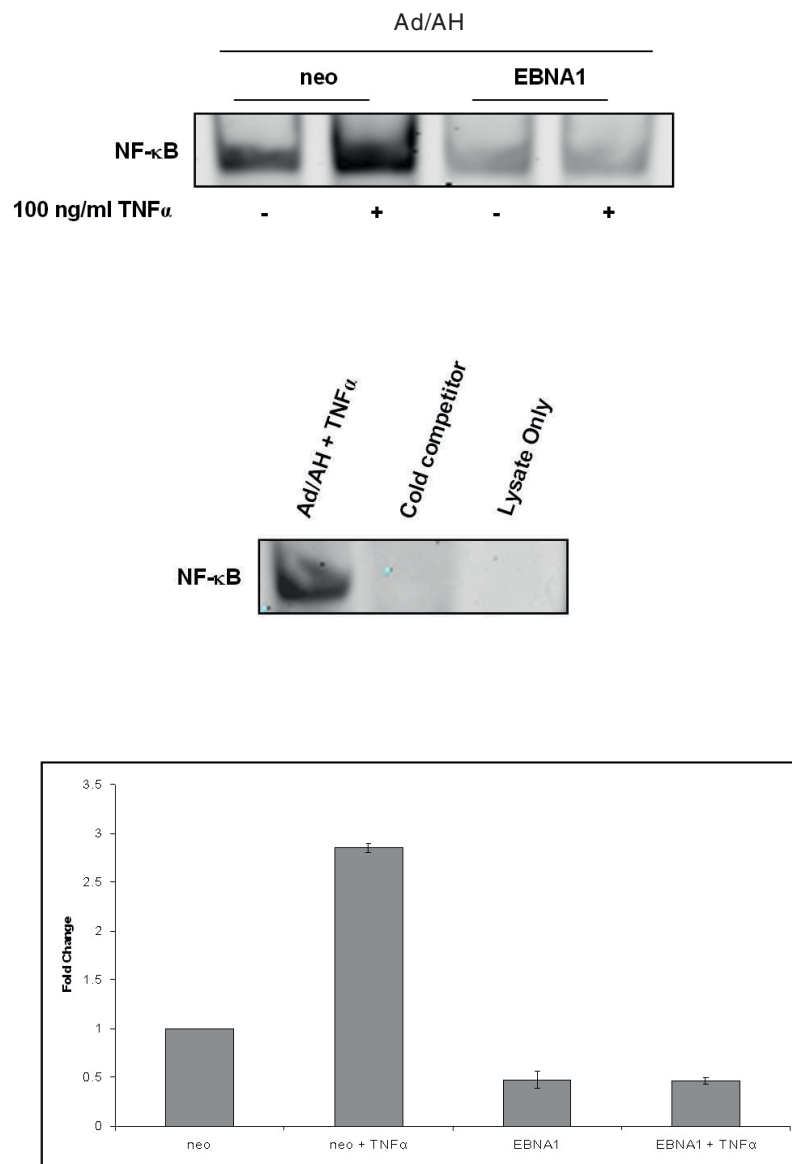 Ad/AH
neo EBNA1
NF-κB
100 ng/ml TNFα - + - +
Ad/AH + TNFα
Cold competitor
Lysate Only
NF-κB
3.5
3
2.5
2
1.5
1
0.5
0
Fold Change
neo neo + TNFα EBNA1 EBNA1 + TNFα